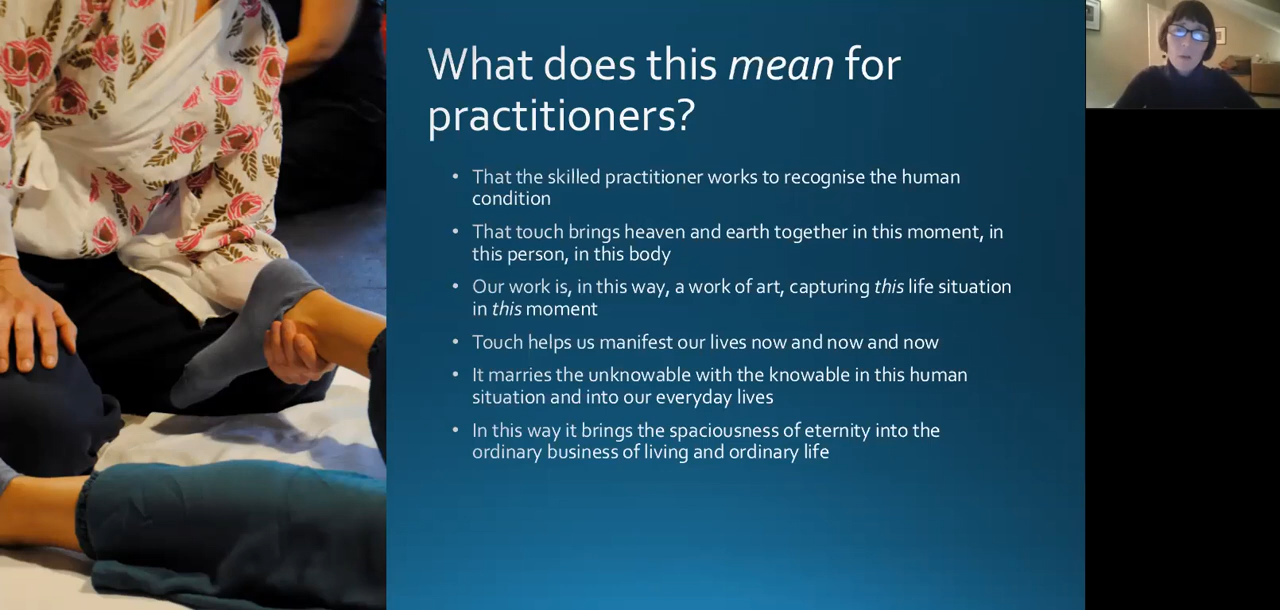 What does this mean for
practitioners?
• That the skilled practitioner works to recognise the human
condition
• That touch brings heaven and earth together in this moment, in
this person, in this body
• Our work is, in this way, a work of art, capturing this life situation
in this moment
• Touch helps us manifest our lives now and now and now
• It marries the unknowable with the knowable in this human
situation and into our everyday lives
• In this way it brings the spaciousness of eternity into the
ordinary business of living and ordinary life